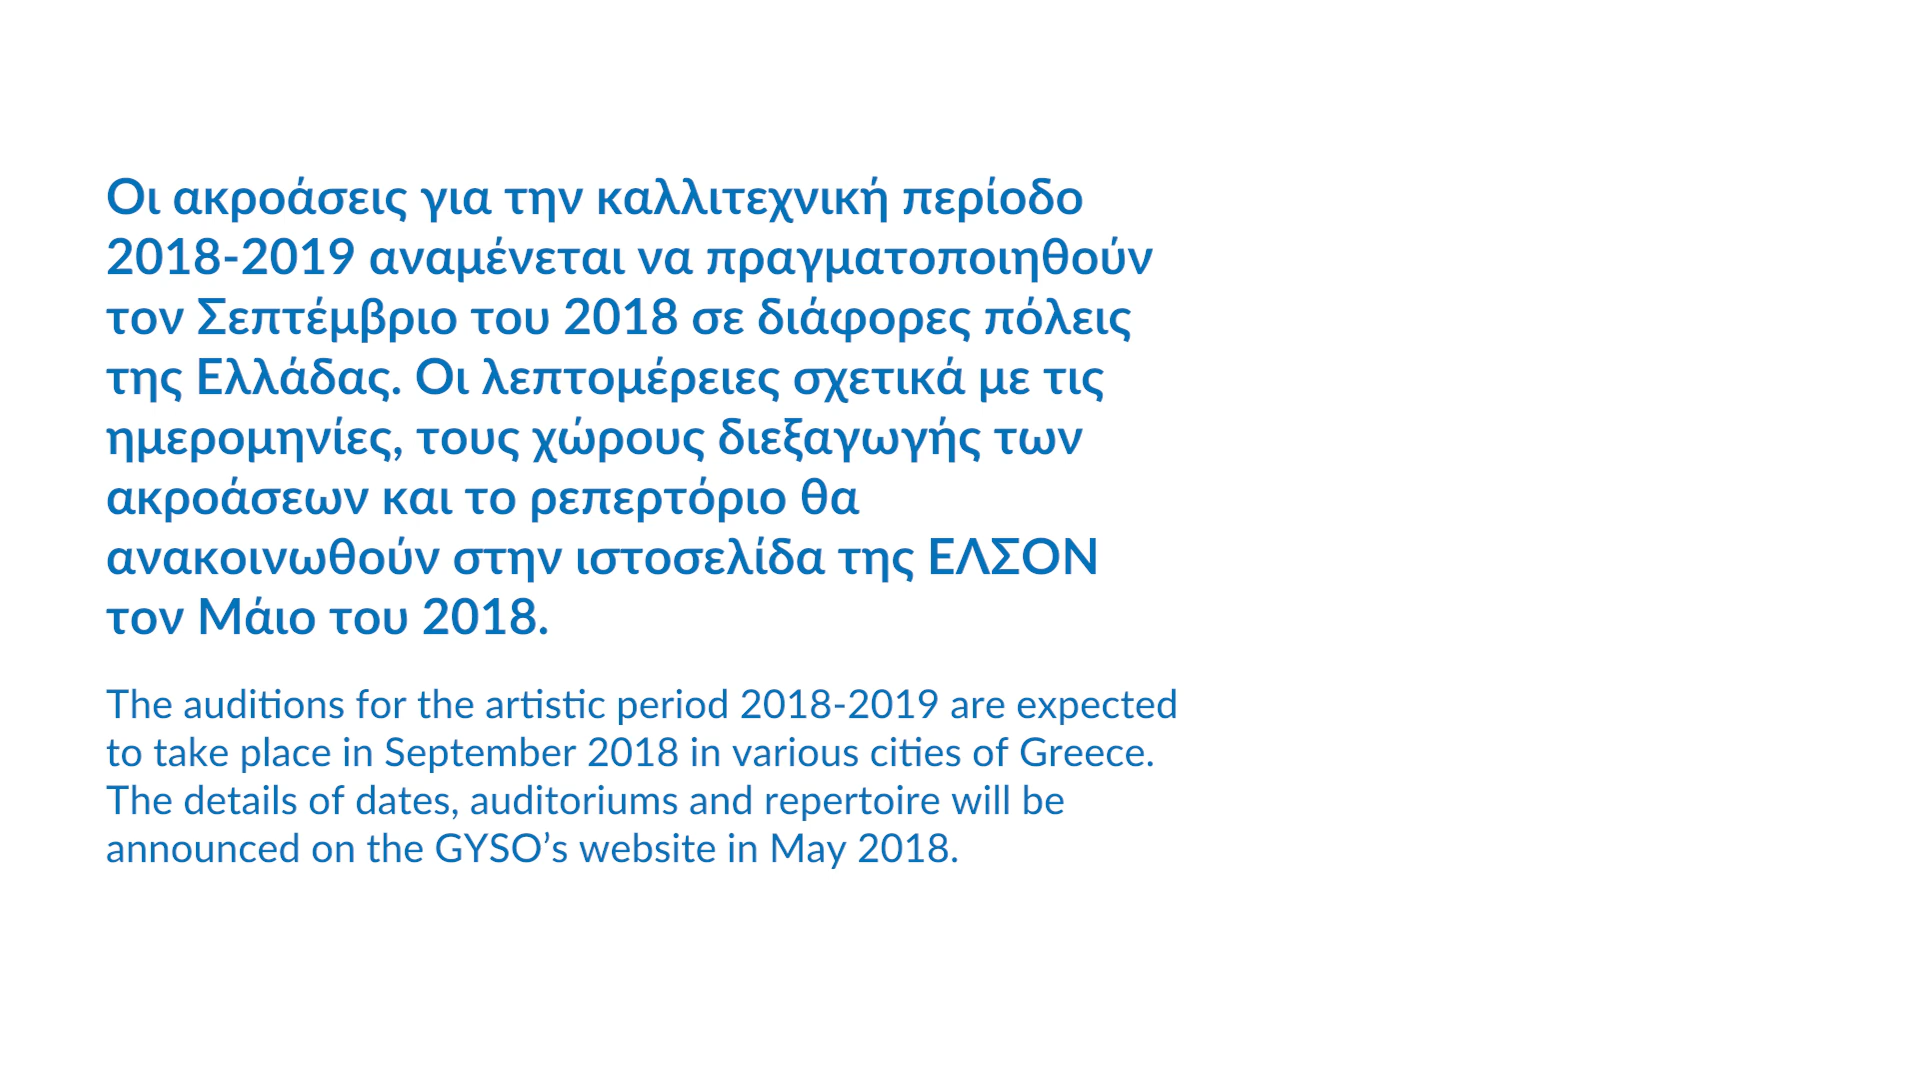 Οι ακροάσεις για την καλλιτεχνική περίοδο
2018-2019 αναμένεται να πραγματοποιηθούν
τον Σεπτέμβριο του 2018 σε διάφορες πόλεις
της Ελλάδας. Οι λεπτομέρειες σχετικά με τις
ημερομηνίες, τους χώρους διεξαγωγής των
ακροάσεων και το ρεπερτόριο θα
ανακοινωθούν στην ιστοσελίδα της ΕΛΣΟΝ
τον Μάιο του 2018.
The auditions for the artistic period 2018-2019 are expected
to take place in September 2018 in various cities of Greece.
The details of dates, auditoriums and repertoire will be
announced on the GYSO’s website in May 2018.